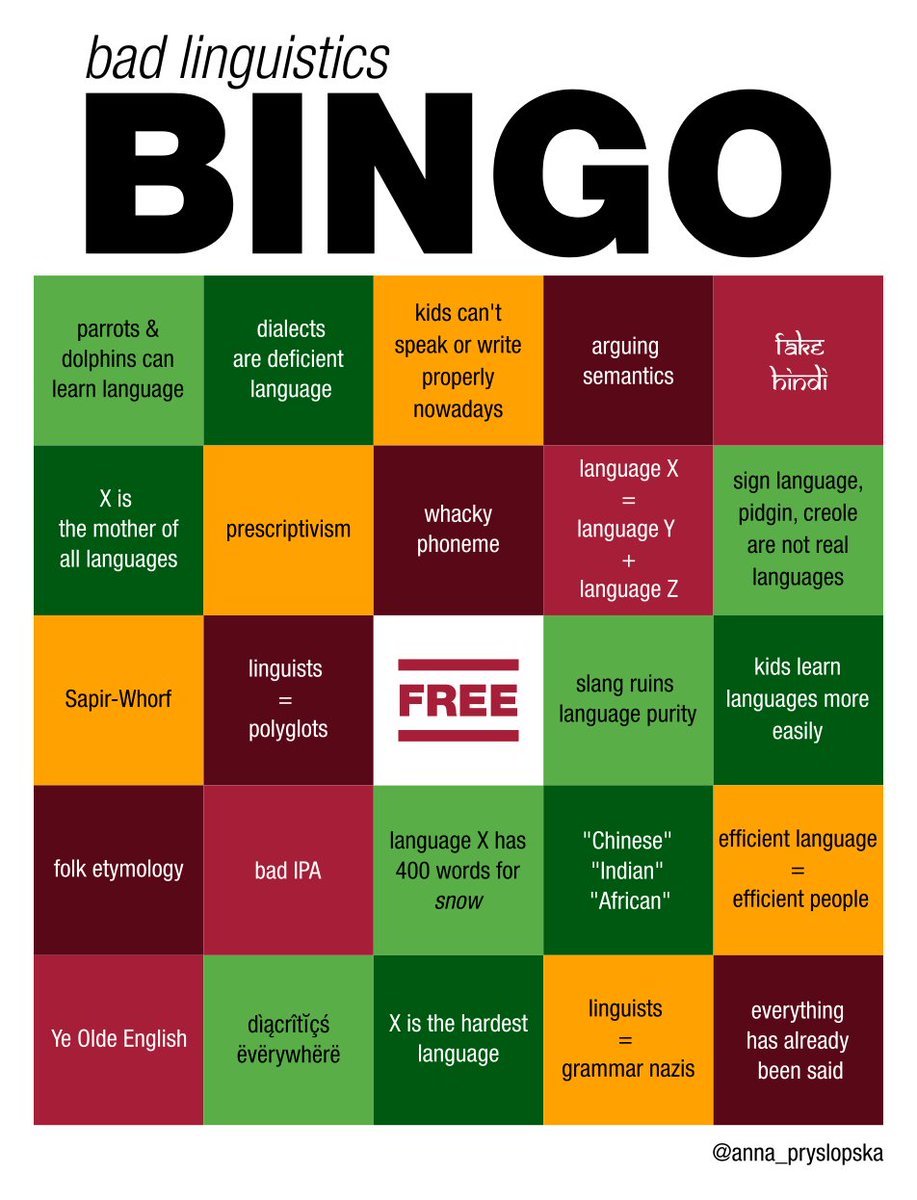 bad linguistics
BINGO
parrots &
dolphins can
learn language
dialects
are deficient
language
kids can't
speak or write
properly
nowadays
arguing
semantics
fake
hindi
X is
the mother of
all languages
prescriptivism
whacky
phoneme
language X
=
language Y
+
language Z
sign language,
pidgin, creole
are not real
languages
Sapir-Whorf
linguists
=
polyglots
FREE
slang ruins
language purity
kids learn
languages more
easily
folk etymology
bad IPA
language X has
400 words for
snow
"Chinese"
"Indian"
"African"
efficient language
=
efficient people
Ye Olde English
dìącrîtĭçś
ëvërywhërë
X is the hardest
language
linguists
=
grammar nazis
everything
has already
been said
@anna_pryslopska